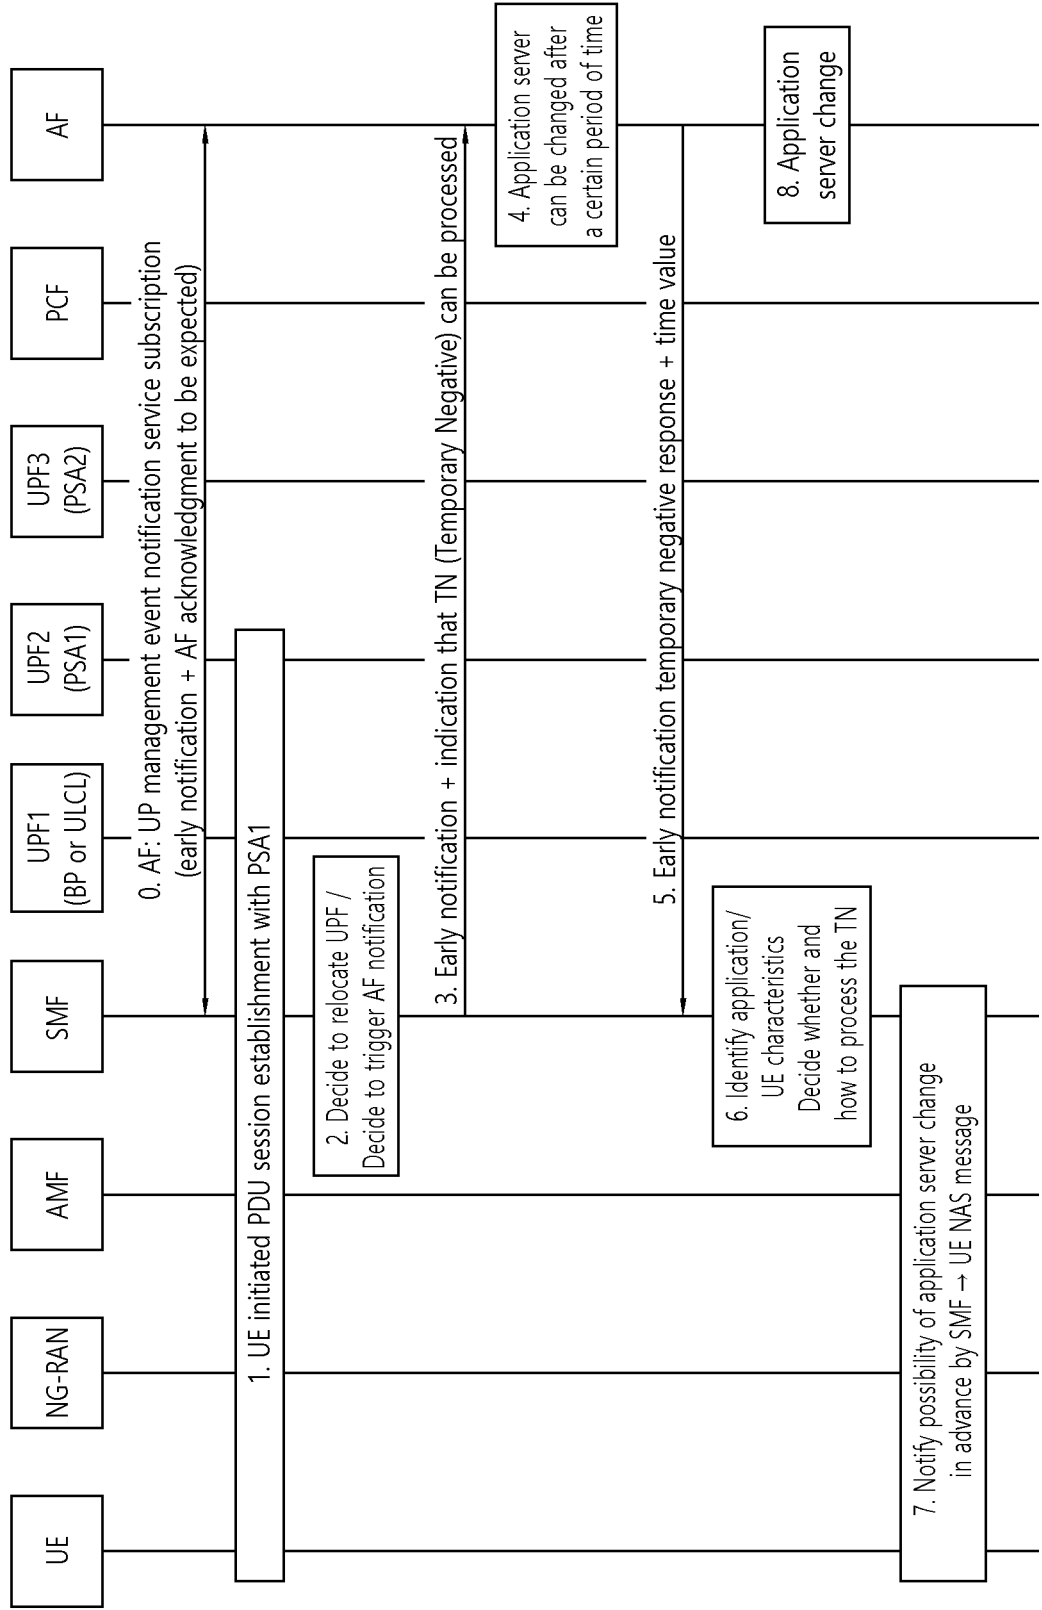 UE
NG-RAN
AMF
SMF
UPF1
(BP or ULCL)
UPF2
(PSA1)
UPF3
(PSA2)
PCF
AF
0. AF: UP management event notification service subscription
(early notification + AF acknowledgment to be expected)
1. UE initiated PDU session establishment with PSA1
2. Decide to relocate UPF /
Decide to trigger AF notification
3. Early notification + indication that TN (Temporary Negative) can be processed
4. Application server
can be changed after
a certain period of time
5. Early notification temporary negative response + time value
6. Identify application/
UE characteristics
Decide whether and
how to process the TN
8. Application
server change
7. Notify possibility of application server change
in advance by SMF → UE NAS message